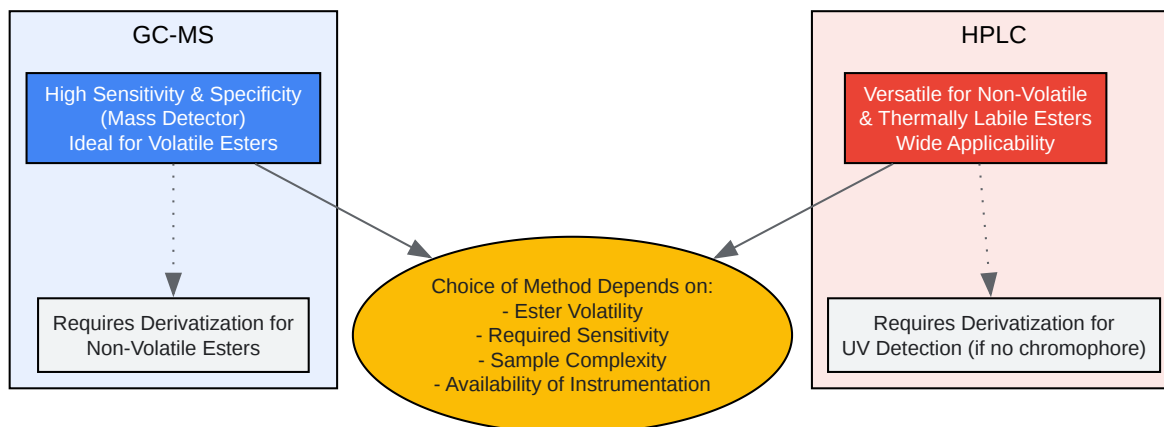 GC-MS
High Sensitivity & Specificity
(Mass Detector)
Ideal for Volatile Esters
Requires Derivatization for
Non-Volatile Esters
Choice of Method Depends on:
- Ester Volatility
- Required Sensitivity
- Sample Complexity
- Availability of Instrumentation
HPLC
Versatile for Non-Volatile
& Thermally Labile Esters
Wide Applicability
Requires Derivatization for
UV Detection (if no chromophore)